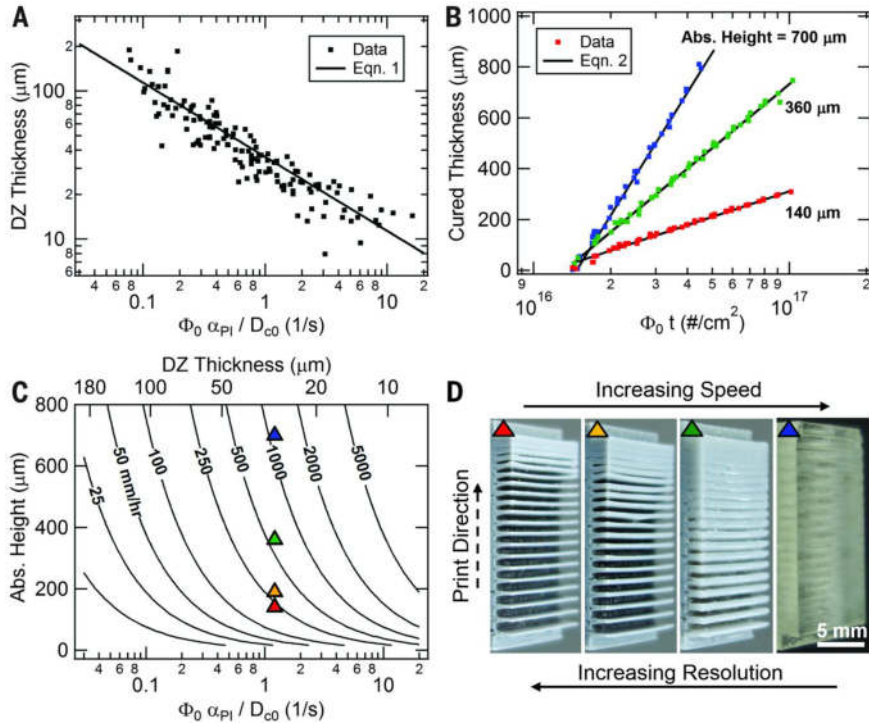 A
DZ Thickness (μm)
2
100
8
6
4
2
10
8
6
Data
Eqn. 1
4 6 8 0.1 2 4 6 8 1 2 4 6 8 10 2
Φ0 αPI / Dc0 (1/s)
B
Cured Thickness (μm)
1000
800
600
400
200
0
Data
Eqn. 2
Abs. Height = 700 μm
360 μm
140 μm
9 10^16 2 3 4 5 6 7 8 9 10^17 2
Φ0 t (#/cm^2)
C
DZ Thickness (μm)
180 100 50 20 10
Abs. Height (μm)
800
600
400
200
0
25
50 mm/hr
100
250
500
1000
2000
5000
4 6 8 0.1 2 4 6 8 1 2 4 6 8 10 2
Φ0 αPI / Dc0 (1/s)
D
Increasing Speed
Print Direction
5 mm
Increasing Resolution